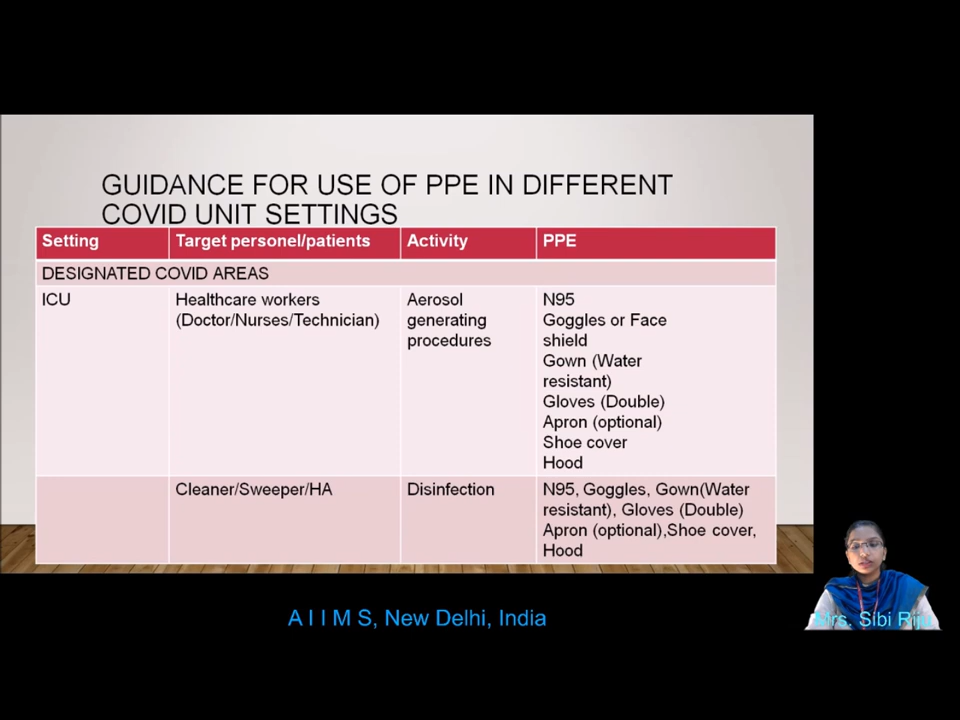 GUIDANCE FOR USE OF PPE IN DIFFERENT
COVID UNIT SETTINGS
Setting Target personel/patients Activity PPE
DESIGNATED COVID AREAS
ICU
Healthcare workers
(Doctor/Nurses/Technician)
Aerosol
generating
procedures
N95
Goggles or Face
shield
Gown (Water
resistant)
Gloves (Double)
Apron (optional)
Shoe cover
Hood
Cleaner/Sweeper/HA
Disinfection
N95, Goggles, Gown(Water
resistant), Gloves (Double)
Apron (optional),Shoe cover,
Hood
A I I M S, New Delhi, India
Mrs. Sibi Riju